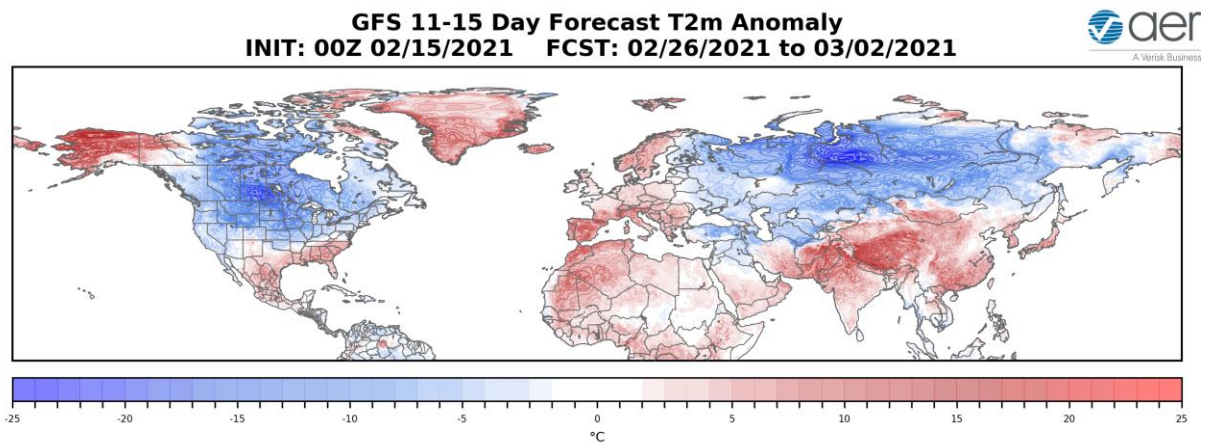 GFS 11-15 Day Forecast T2m Anomaly
INIT: 00Z 02/15/2021 FCST: 02/26/2021 to 03/02/2021
aer
A Verisk Business
-25 -20 -15 -10 -5 0 5 10 15 20 25
°C